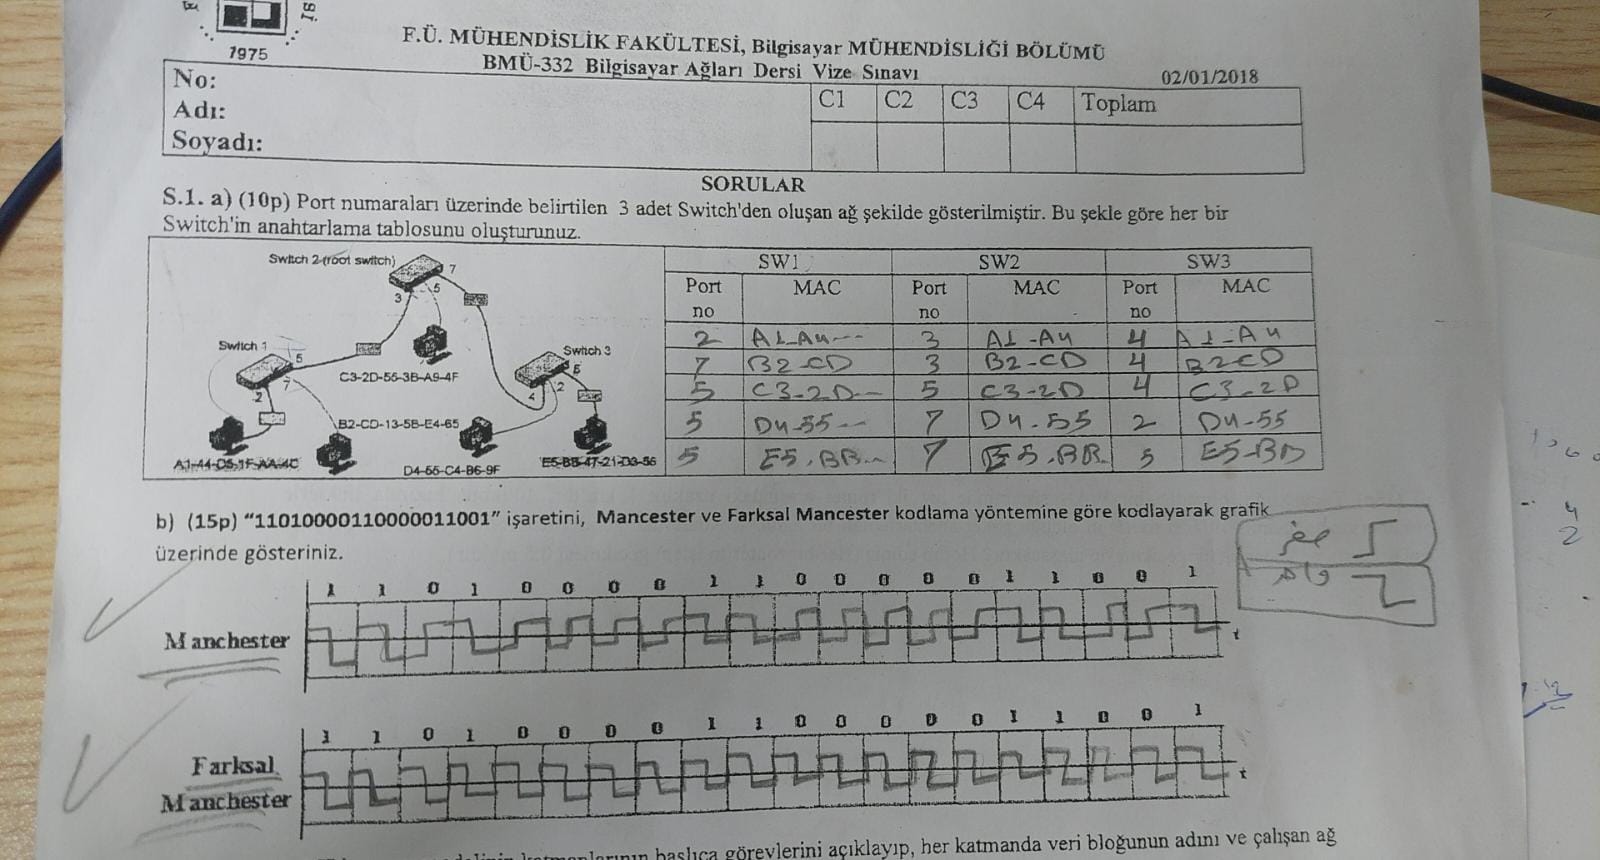 1975
F.Ü. MÜHENDİSLİK FAKÜLTESİ, Bilgisayar MÜHENDİSLİĞİ BÖLÜMÜ
BMÜ-332 Bilgisayar Ağları Dersi Vize Sınavı
02/01/2018
No:
Adı:
Soyadı:
C1 C2 C3 C4 Toplam
SORULAR
S.1. a) (10p) Port numaraları üzerinde belirtilen 3 adet Switch'den oluşan ağ şekilde gösterilmiştir. Bu şekle göre her bir
Switch'in anahtarlama tablosunu oluşturunuz.
Switch 2 (root switch)
7
3
5
Switch 1
5
7
2
C3-2D-55-3B-A9-4F
Switch 3
5
2
4
B2-CD-13-5B-E4-65
A1-44-D5-1F-AA-4C
D4-55-C4-B6-9F
E5-BB-47-21-D3-56
SW1 SW2 SW3
Port no MAC Port no MAC Port no MAC
2 A1-A4--- 3 A1-A4 4 A1-A4
7 B2-CD 3 B2-CD 4 B2CD
5 C3-2D-- 5 C3-2D 4 C3-2D
5 D4-55-- 7 D4-55 2 D4-55
5 E5.BB-- 7 E5.BB. 5 E5-BB
b) (15p) "11010000110000011001" işaretini, Mancester ve Farksal Mancester kodlama yöntemine göre kodlayarak grafik
üzerinde gösteriniz.
صفر
واحد
1 1 0 1 0 0 0 0 1 1 0 0 0 0 0 1 1 0 0 1
Manchester
t
1 1 0 1 0 0 0 0 1 1 0 0 0 0 0 1 1 0 0 1
Farksal
Manchester
t
katmanlarının başlıca görevlerini açıklayıp, her katmanda veri bloğunun adını ve çalışan ağ